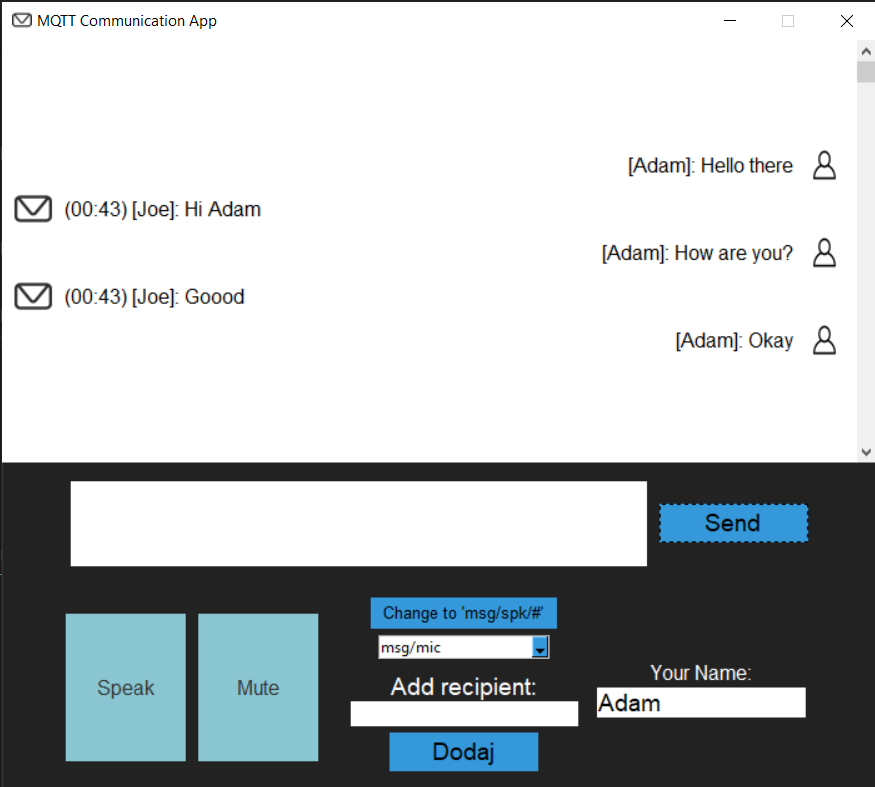 MQTT Communication App
[Adam]: Hello there
(00:43) [Joe]: Hi Adam
[Adam]: How are you?
(00:43) [Joe]: Goood
[Adam]: Okay
Send
Change to 'msg/spk/#'
msg/mic
Speak
Mute
Add recipient:
Your Name:
Adam
Dodaj